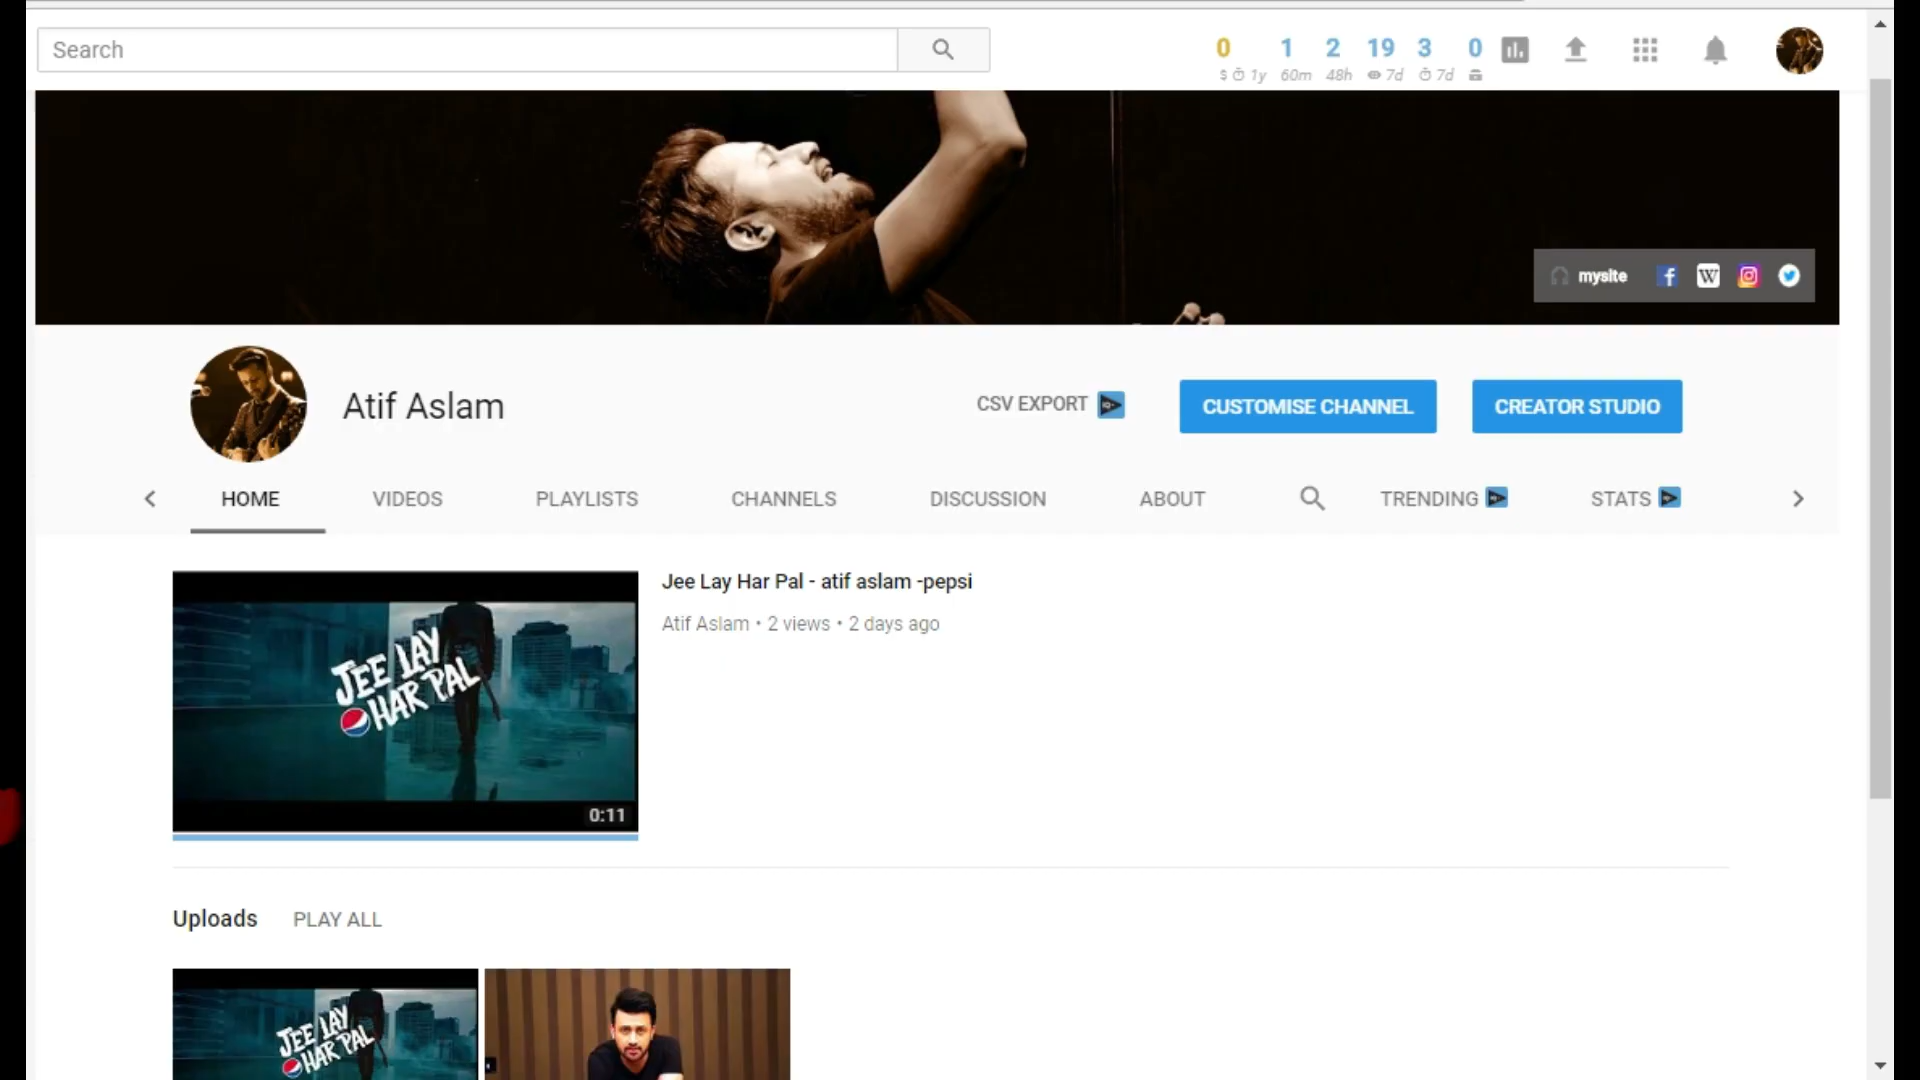 Search
0 1 2 19 3 0
$ 1y 60m 48h 7d 7d
mysite
Atif Aslam
CSV EXPORT
CUSTOMISE CHANNEL
CREATOR STUDIO
HOME VIDEOS PLAYLISTS CHANNELS DISCUSSION ABOUT TRENDING STATS
JEE LAY
HAR PAL
0:11
Jee Lay Har Pal - atif aslam -pepsi
Atif Aslam • 2 views • 2 days ago
Uploads PLAY ALL
JEE LAY
HAR PAL